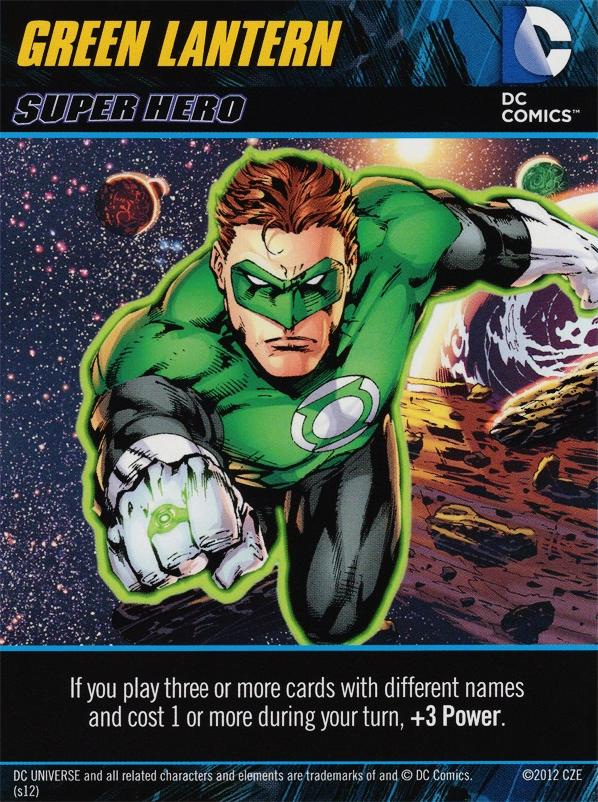 GREEN LANTERN
SUPER HERO
DC
COMICS™
If you play three or more cards with different names
and cost 1 or more during your turn, +3 Power.
DC UNIVERSE and all related characters and elements are trademarks of and © DC Comics.
(s12)
©2012 CZE